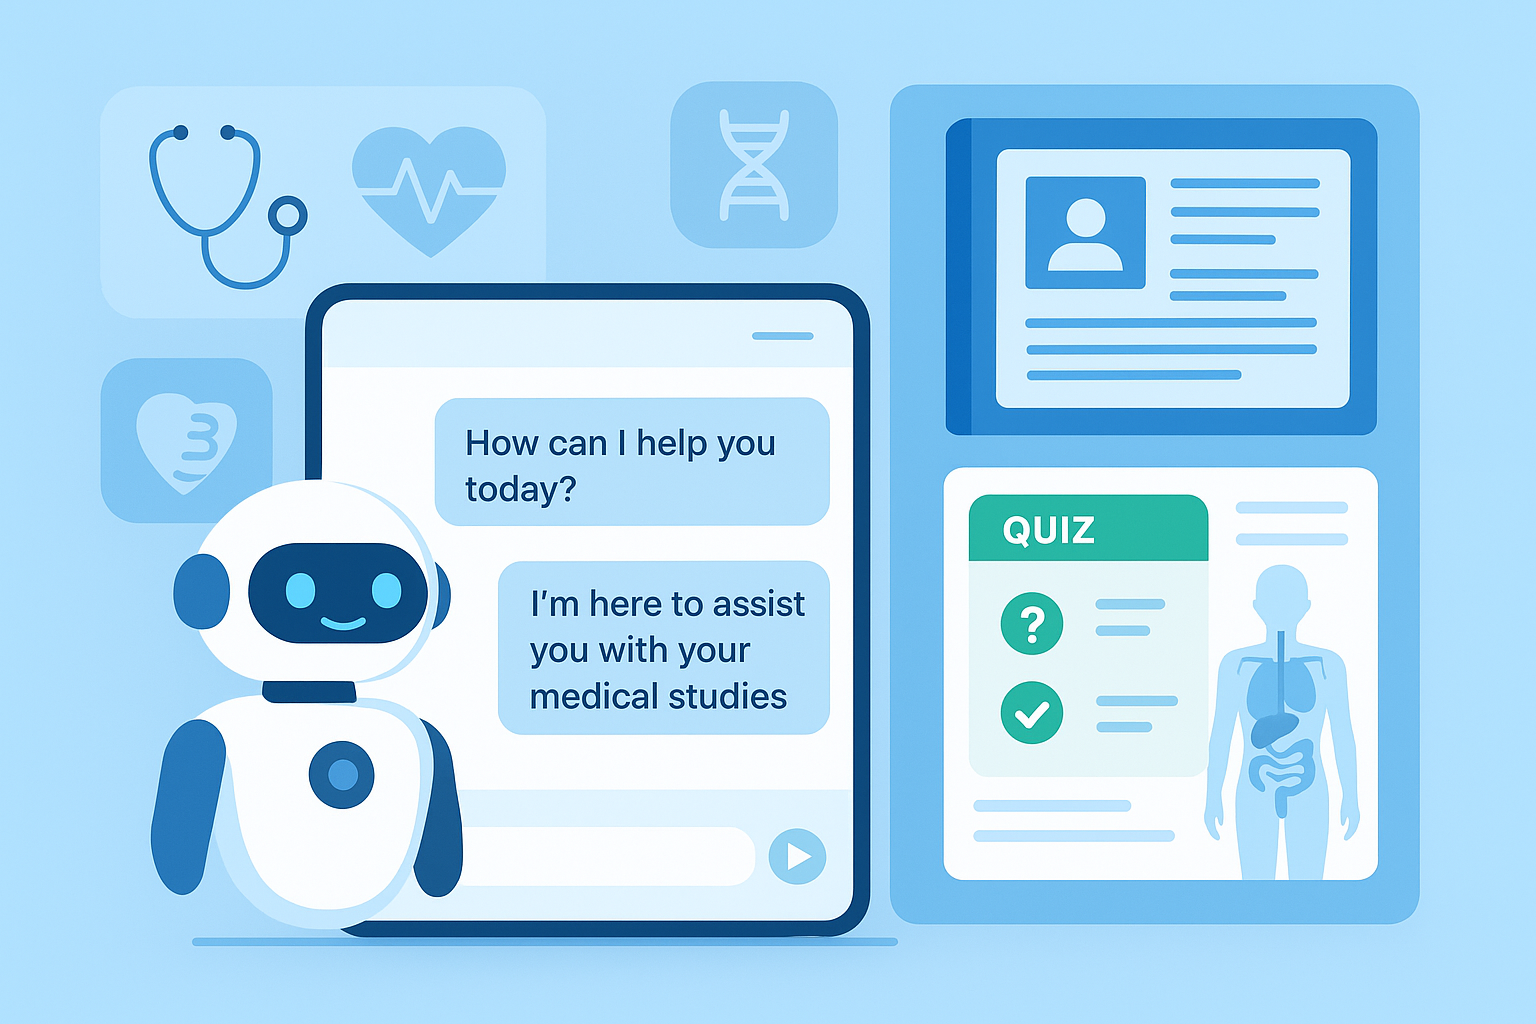 How can I help you
today?
I'm here to assist
you with your
medical studies
QUIZ
?